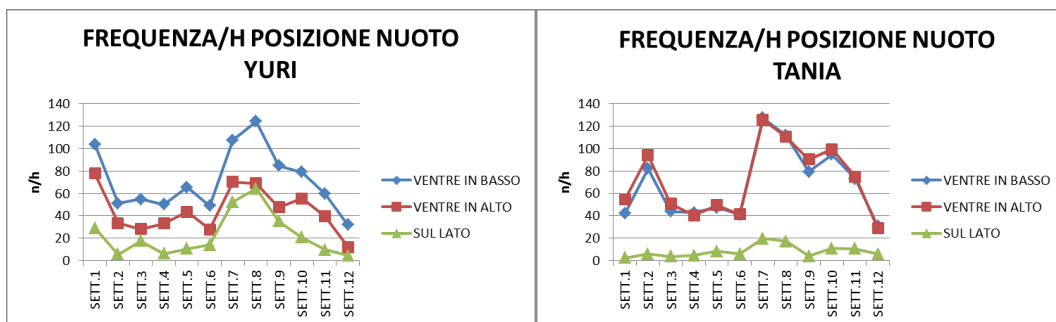 FREQUENZA/H POSIZIONE NUOTO
YURI
140
120
100
80
60
40
20
0
n/h
SETT.1
SETT.2
SETT.3
SETT.4
SETT.5
SETT.6
SETT.7
SETT.8
SETT.9
SETT.10
SETT.11
SETT.12
VENTRE IN BASSO
VENTRE IN ALTO
SUL LATO
FREQUENZA/H POSIZIONE NUOTO
TANIA
140
120
100
80
60
40
20
0
n/h
SETT.1
SETT.2
SETT.3
SETT.4
SETT.5
SETT.6
SETT.7
SETT.8
SETT.9
SETT.10
SETT.11
SETT.12
VENTRE IN BASSO
VENTRE IN ALTO
SUL LATO